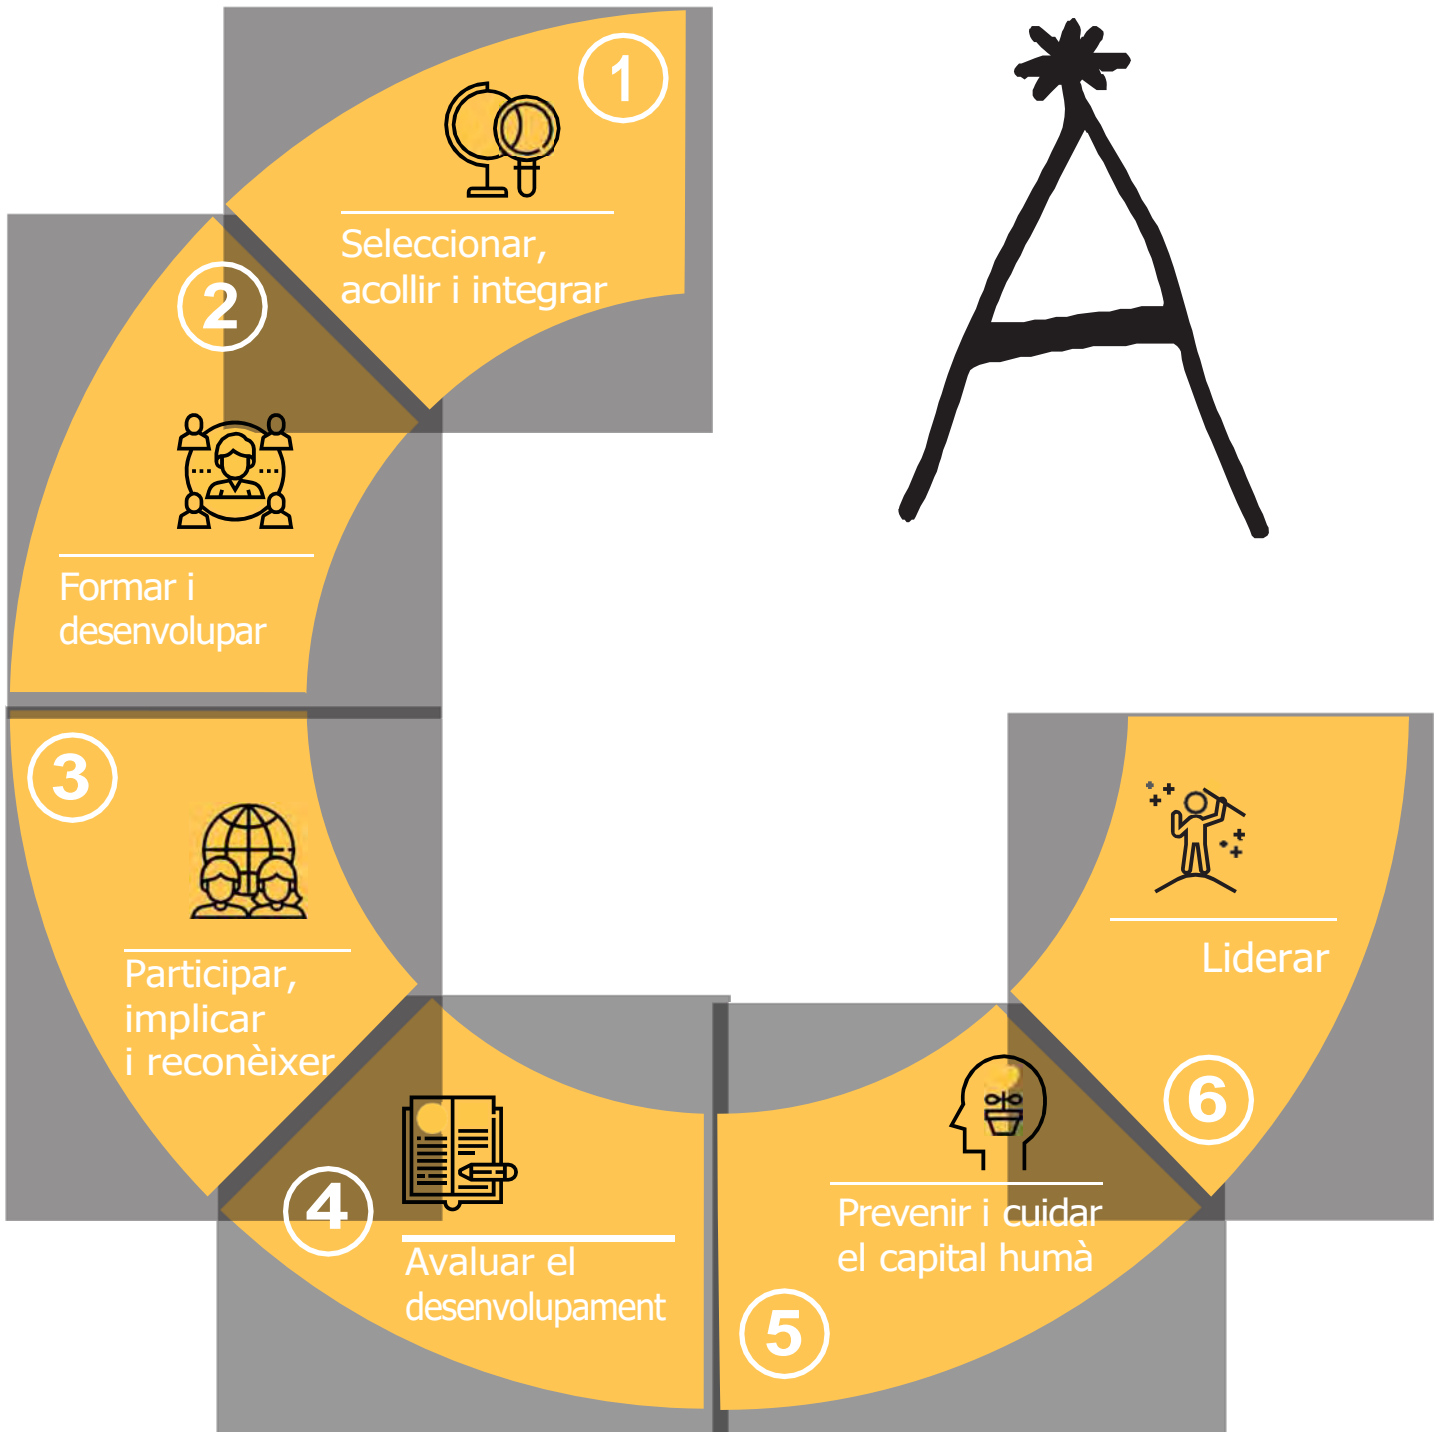 1
Seleccionar,
acollir i integrar
2
Formar i
desenvolupar
3
Participar,
implicar
i reconèixer
4
Avaluar el
desenvolupament
5
Prevenir i cuidar
el capital humà
6
Liderar